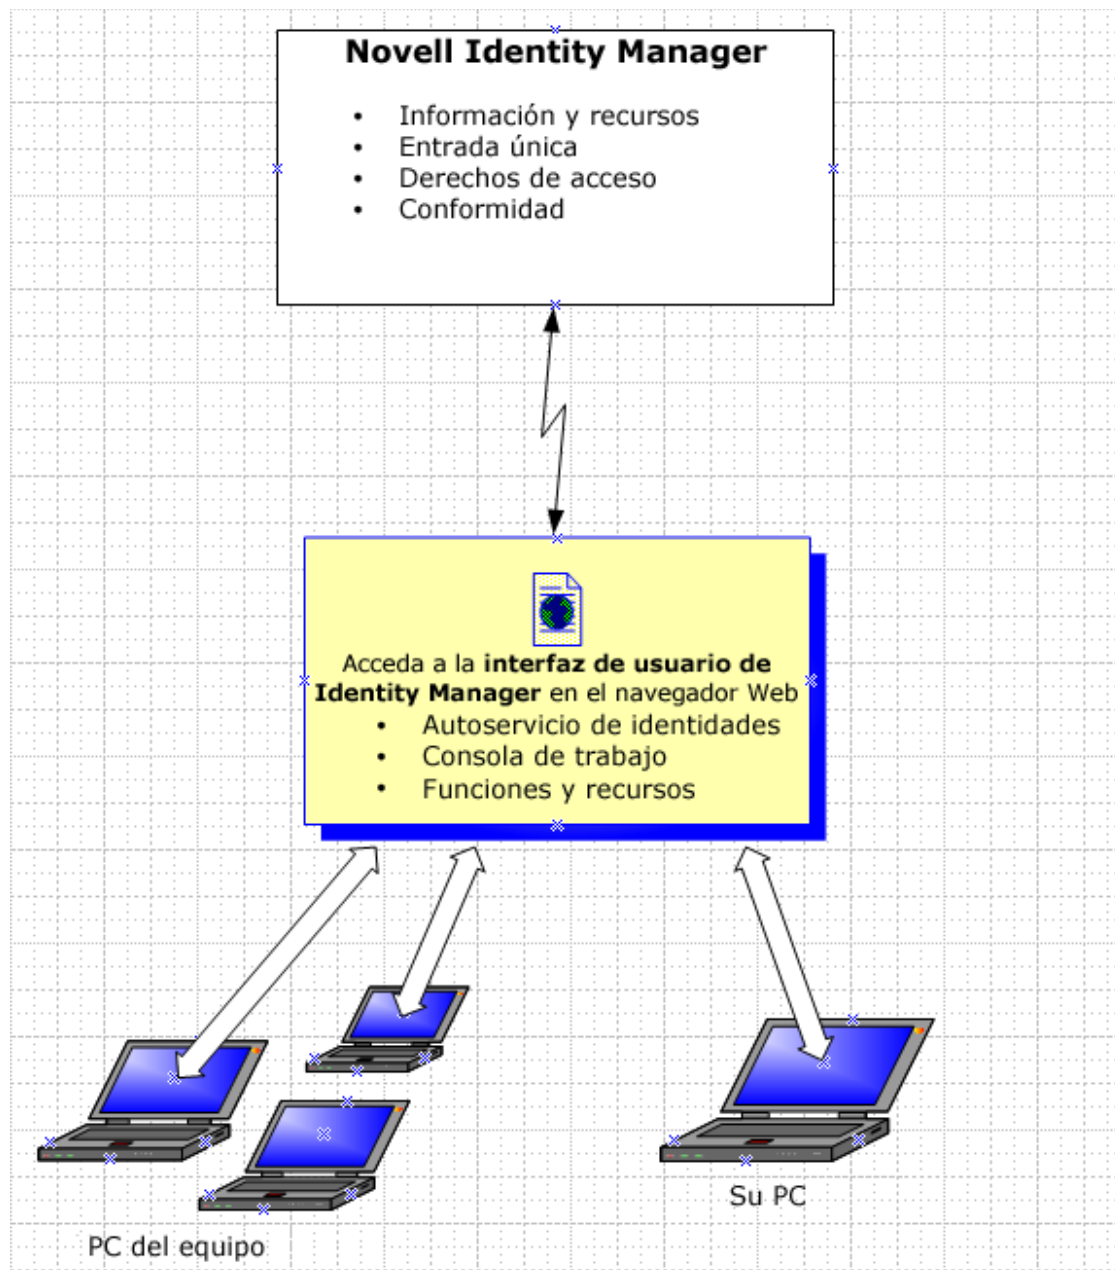 Novell Identity Manager
• Información y recursos
• Entrada única
• Derechos de acceso
• Conformidad
Acceda a la interfaz de usuario de
Identity Manager en el navegador Web
• Autoservicio de identidades
• Consola de trabajo
• Funciones y recursos
Su PC
PC del equipo